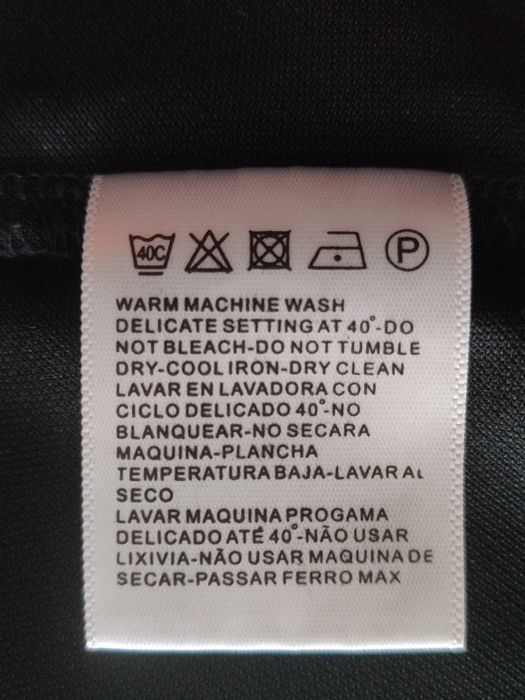 40C P
WARM MACHINE WASH
DELICATE SETTING AT 40°-DO
NOT BLEACH-DO NOT TUMBLE
DRY-COOL IRON-DRY CLEAN
LAVAR EN LAVADORA CON
CICLO DELICADO 40°-NO
BLANQUEAR-NO SECARA
MAQUINA-PLANCHA
TEMPERATURA BAJA-LAVAR AL
SECO
LAVAR MAQUINA PROGAMA
DELICADO ATÉ 40°-NÃO USAR
LIXIVIA-NÃO USAR MAQUINA DE
SECAR-PASSAR FERRO MAX